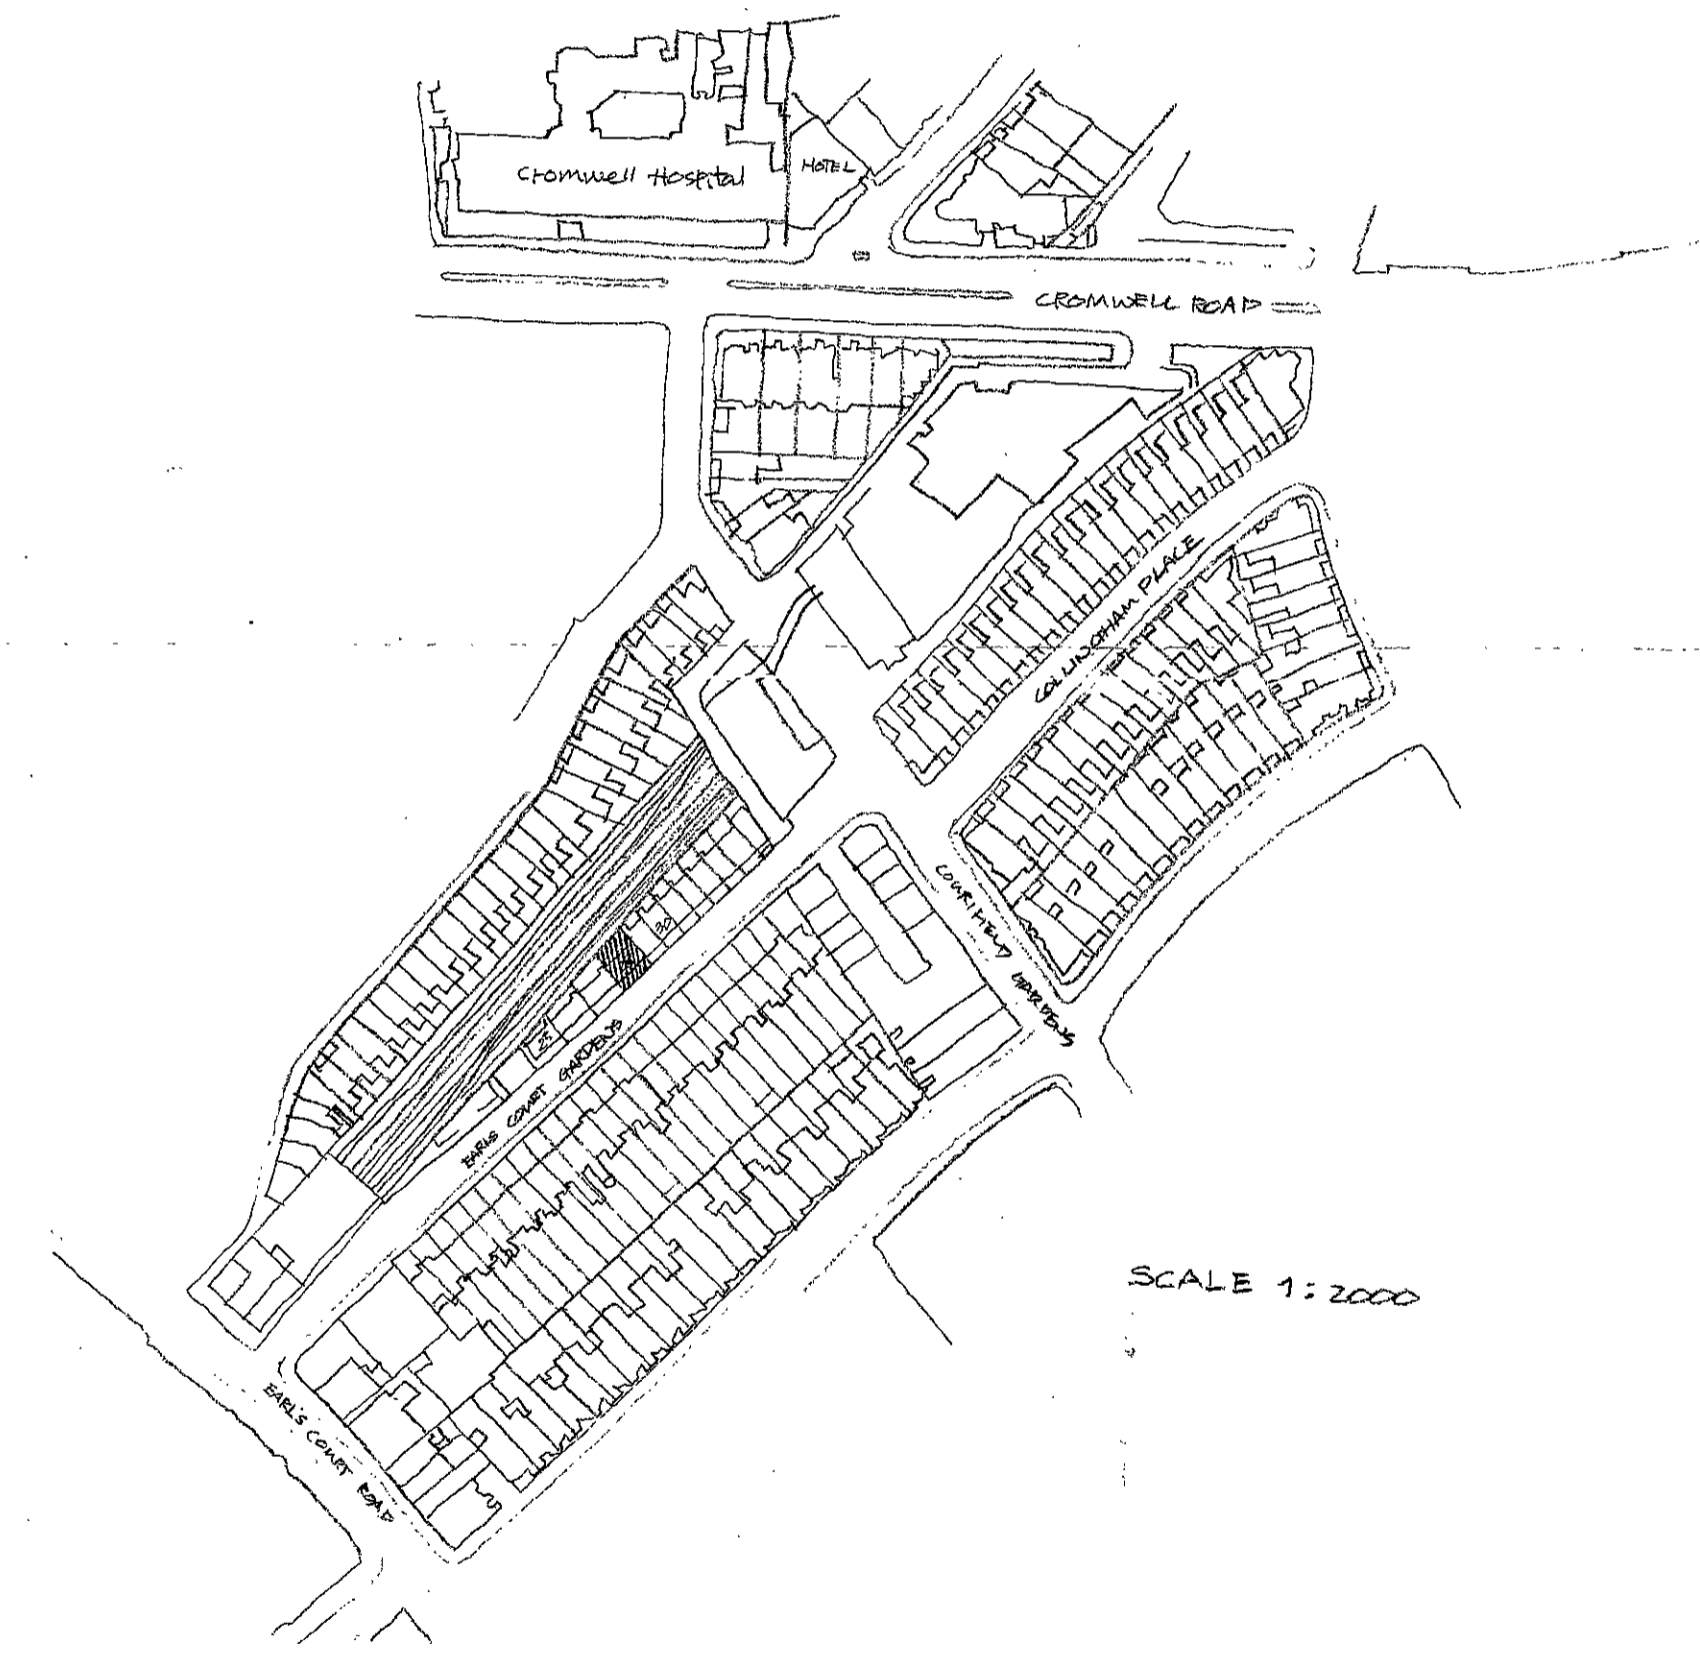 Cromwell Hospital
HOTEL
CROMWELL ROAD
COLLINGHAM PLACE
COURTFIELD GARDENS
30
25
EARLS COURT GARDENS
SCALE 1:2000
EARL'S COURT ROAD